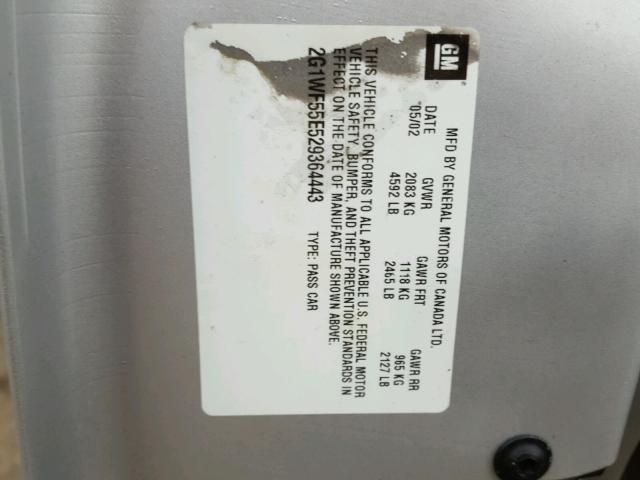 GM
MFD BY GENERAL MOTORS OF CANADA LTD.
DATE GVWR GAWR FRT GAWR RR
05/02 2083 KG 1118 KG 965 KG
4592 LB 2465 LB 2127 LB
THIS VEHICLE CONFORMS TO ALL APPLICABLE U.S. FEDERAL MOTOR
VEHICLE SAFETY, BUMPER, AND THEFT PREVENTION STANDARDS IN
EFFECT ON THE DATE OF MANUFACTURE SHOWN ABOVE.
2G1WF55E529364443 TYPE: PASS CAR